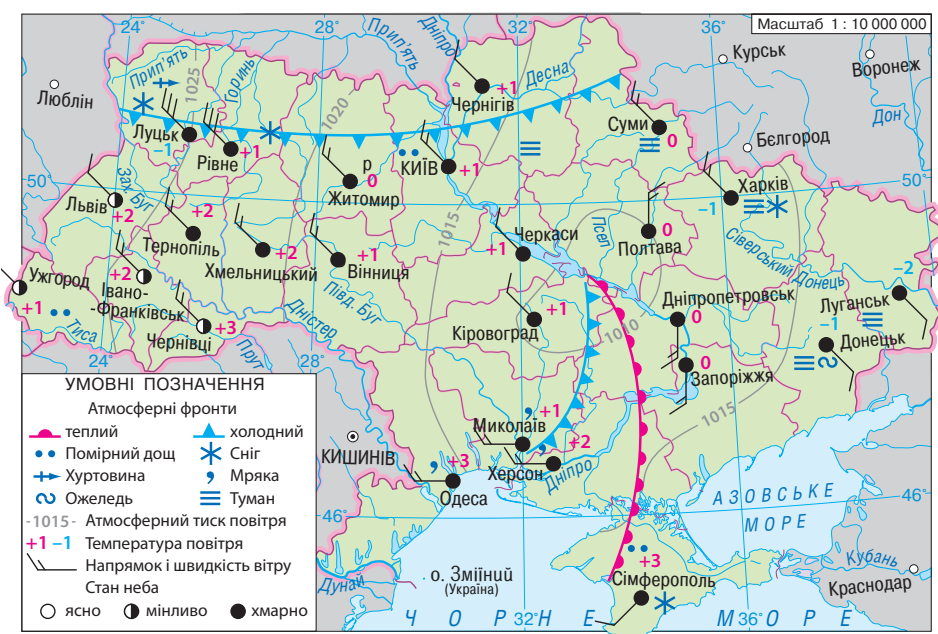 28°
1020
32°
36°
Масштаб 1 : 10 000 000
Прип'ять
Дніпро
Десна
Курськ
Воронеж
Дон
Люблін
24°
Прип'ять
1025
Горинь
+1
Чернігів
Суми
0
Бєлгород
Луцьк
-1
Рівне
+1
р
0
Житомир
КИЇВ
+1
50°
50°
Зах. Буг
Львів
+2
+2
Тернопіль
+2
Хмельницький
+1
Вінниця
1015
Черкаси
+1
Псел
0
Полтава
Харків
-1
Сіверський Донець
Ужгород
+1
Тиса
+2
Івано-
-Франківськ
+3
Чернівці
Прут
Дністер
Півд. Буг
+1
Кіровоград
1010
Дніпропетровськ
0
-2
Луганськ
-1
Донецьк
24°
28°
0
Запоріжжя
1015
Миколаїв
+1
+2
Херсон
Дніпро
КИШИНІВ
+3
Одеса
46°
46°
АЗОВСЬКЕ
МОРЕ
Кубань
Краснодар
Дунай
о. Зміїний
(Україна)
+3
Сімферополь
ЧОРНЕ МОРЕ
32°
36°
УМОВНІ ПОЗНАЧЕННЯ
Атмосферні фронти
теплий
холодний
Помірний дощ
Сніг
Хуртовина
Мряка
Ожеледь
Туман
-1015- Атмосферний тиск повітря
+1 -1 Температура повітря
Напрямок і швидкість вітру
Стан неба
ясно
мінливо
хмарно